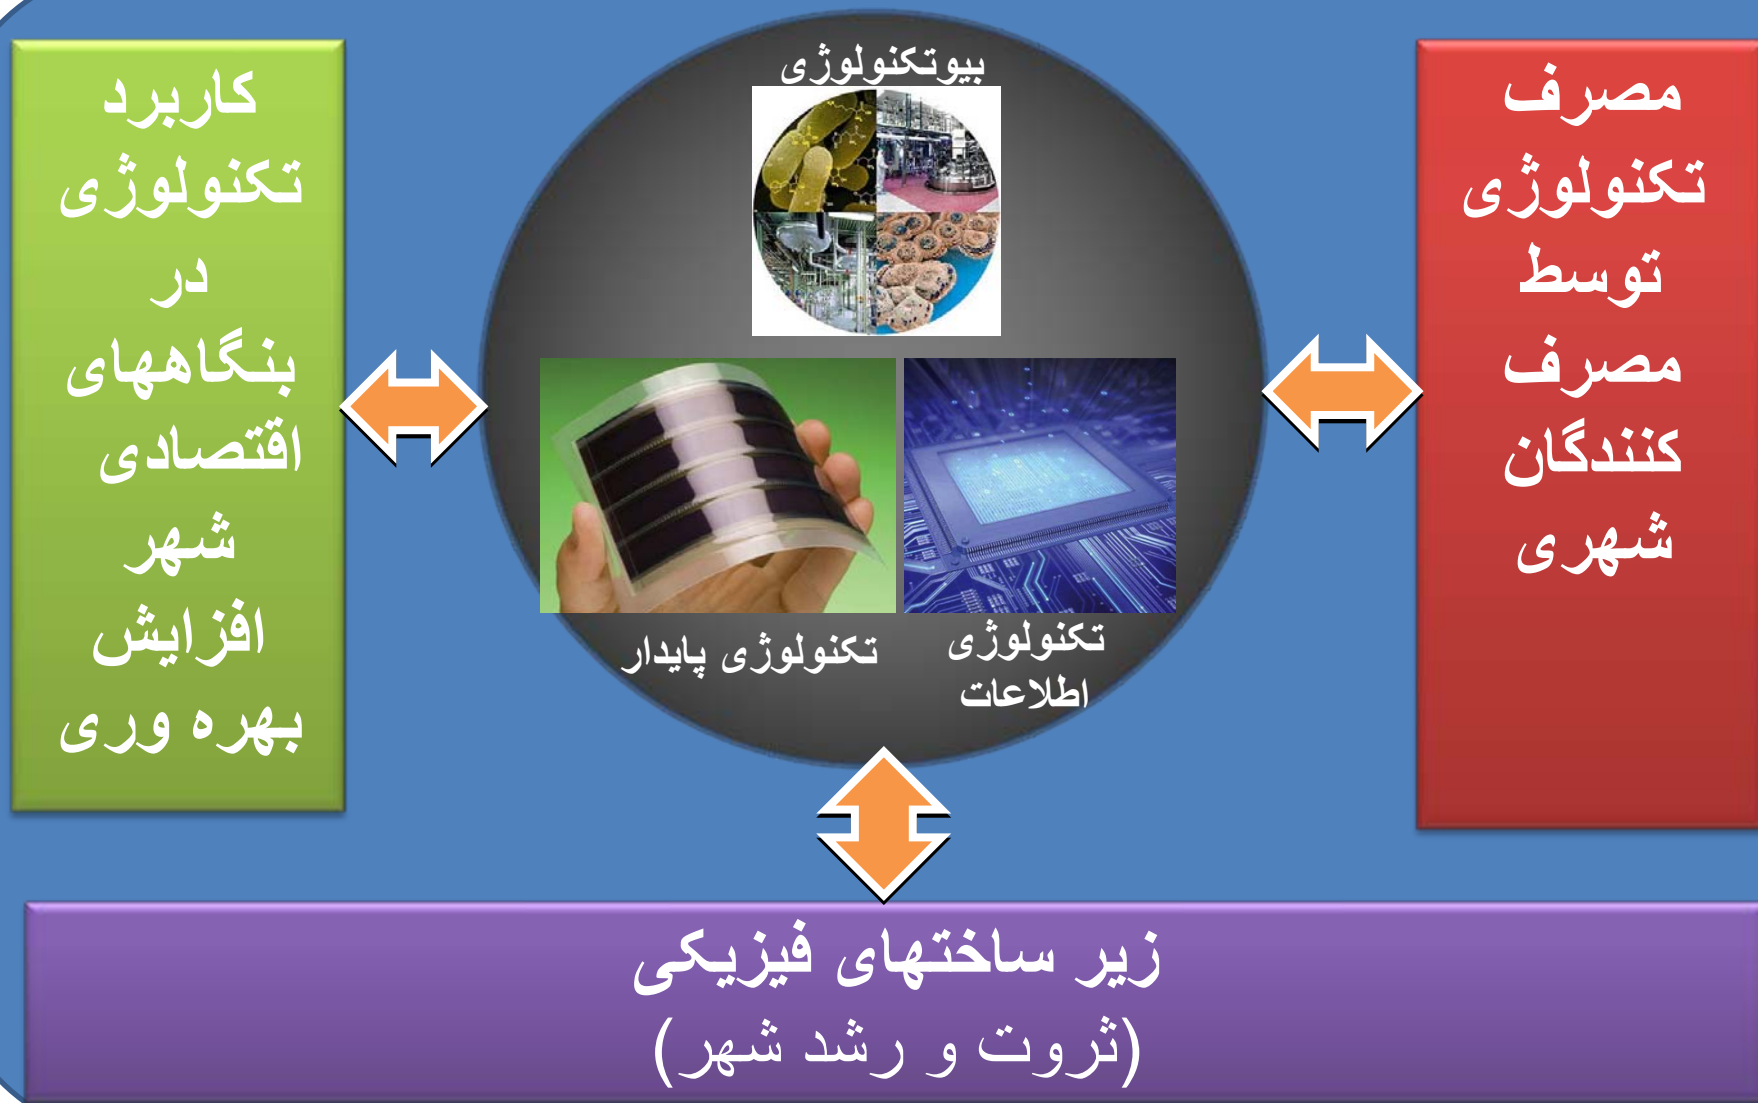 مصرف
تکنولوژی
توسط
مصرف
کنندگان
شهری
بیوتکنولوژی
تکنولوژی
اطلاعات
تکنولوژی پایدار
کاربرد
تکنولوژی
در
بنگاههای
اقتصادی
شهر
افزایش
بهره وری
زیر ساختهای فیزیکی
(ثروت و رشد شهر)